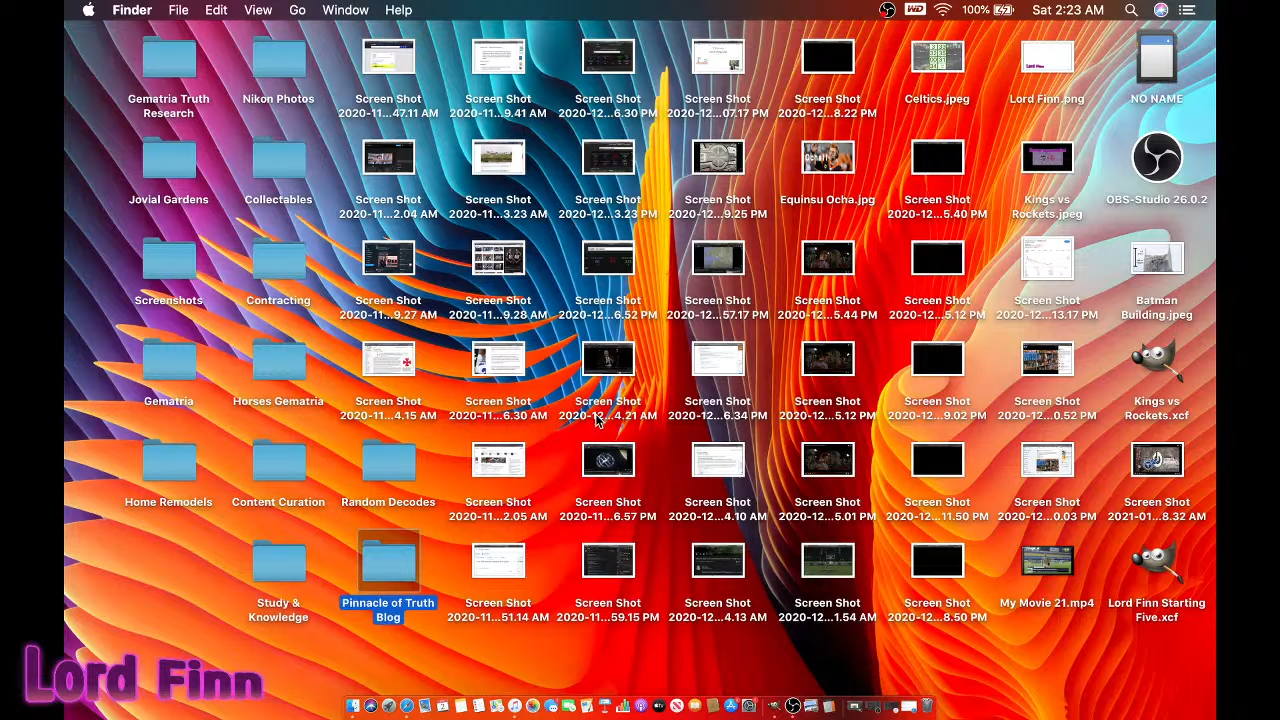 Finder File Edit View Go Window Help WD 100% Sat 2:23 AM
Gematria Truth
Research
Nikon Photos
Screen Shot
2020-11...47.11 AM
Screen Shot
2020-11...9.41 AM
Screen Shot
2020-12...6.30 PM
Screen Shot
2020-12...07.17 PM
Screen Shot
2020-12...8.22 PM
Celtics.jpeg
Lord Finn.png
NO NAME
Jovial Gardens
Collectables
Screen Shot
2020-11...2.04 AM
Screen Shot
2020-11...3.23 AM
Screen Shot
2020-12...3.23 PM
Screen Shot
2020-12...9.25 PM
Equinsu Ocha.jpg
Screen Shot
2020-12...5.40 PM
Kings vs
Rockets.jpeg
OBS-Studio 26.0.2
Screenshots
Contracting
Screen Shot
2020-11...9.27 AM
Screen Shot
2020-11...9.28 AM
Screen Shot
2020-12...6.52 PM
Screen Shot
2020-12...57.17 PM
Screen Shot
2020-12...5.44 PM
Screen Shot
2020-12...5.12 PM
Screen Shot
2020-12...13.17 PM
Batman
Building.jpeg
Gematria
Horses Gematria
Screen Shot
2020-11...4.15 AM
Screen Shot
2020-11...6.30 AM
Screen Shot
2020-1 ...4.21 AM
Screen Shot
2020-12...6.34 PM
Screen Shot
2020-12...5.12 PM
Screen Shot
2020-12...9.02 PM
Screen Shot
2020-12...0.52 PM
Kings vs
Rockets.xcf
Home Remodels
Content Curation
Random Decodes
Screen Shot
2020-11...2.05 AM
Screen Shot
2020-11...6.57 PM
Screen Shot
2020-12...4.10 AM
Screen Shot
2020-12...5.01 PM
Screen Shot
2020-12...11.50 PM
Screen Shot
2020-12...0.03 PM
Screen Shot
2021-01...8.32 AM
Study &
Knowledge
Pinnacle of Truth
Blog
Screen Shot
2020-11...51.14 AM
Screen Shot
2020-11...59.15 PM
Screen Shot
2020-12...4.13 AM
Screen Shot
2020-12...1.54 AM
Screen Shot
2020-12...8.50 PM
My Movie 21.mp4
Lord Finn Starting
Five.xcf
Lord Finn